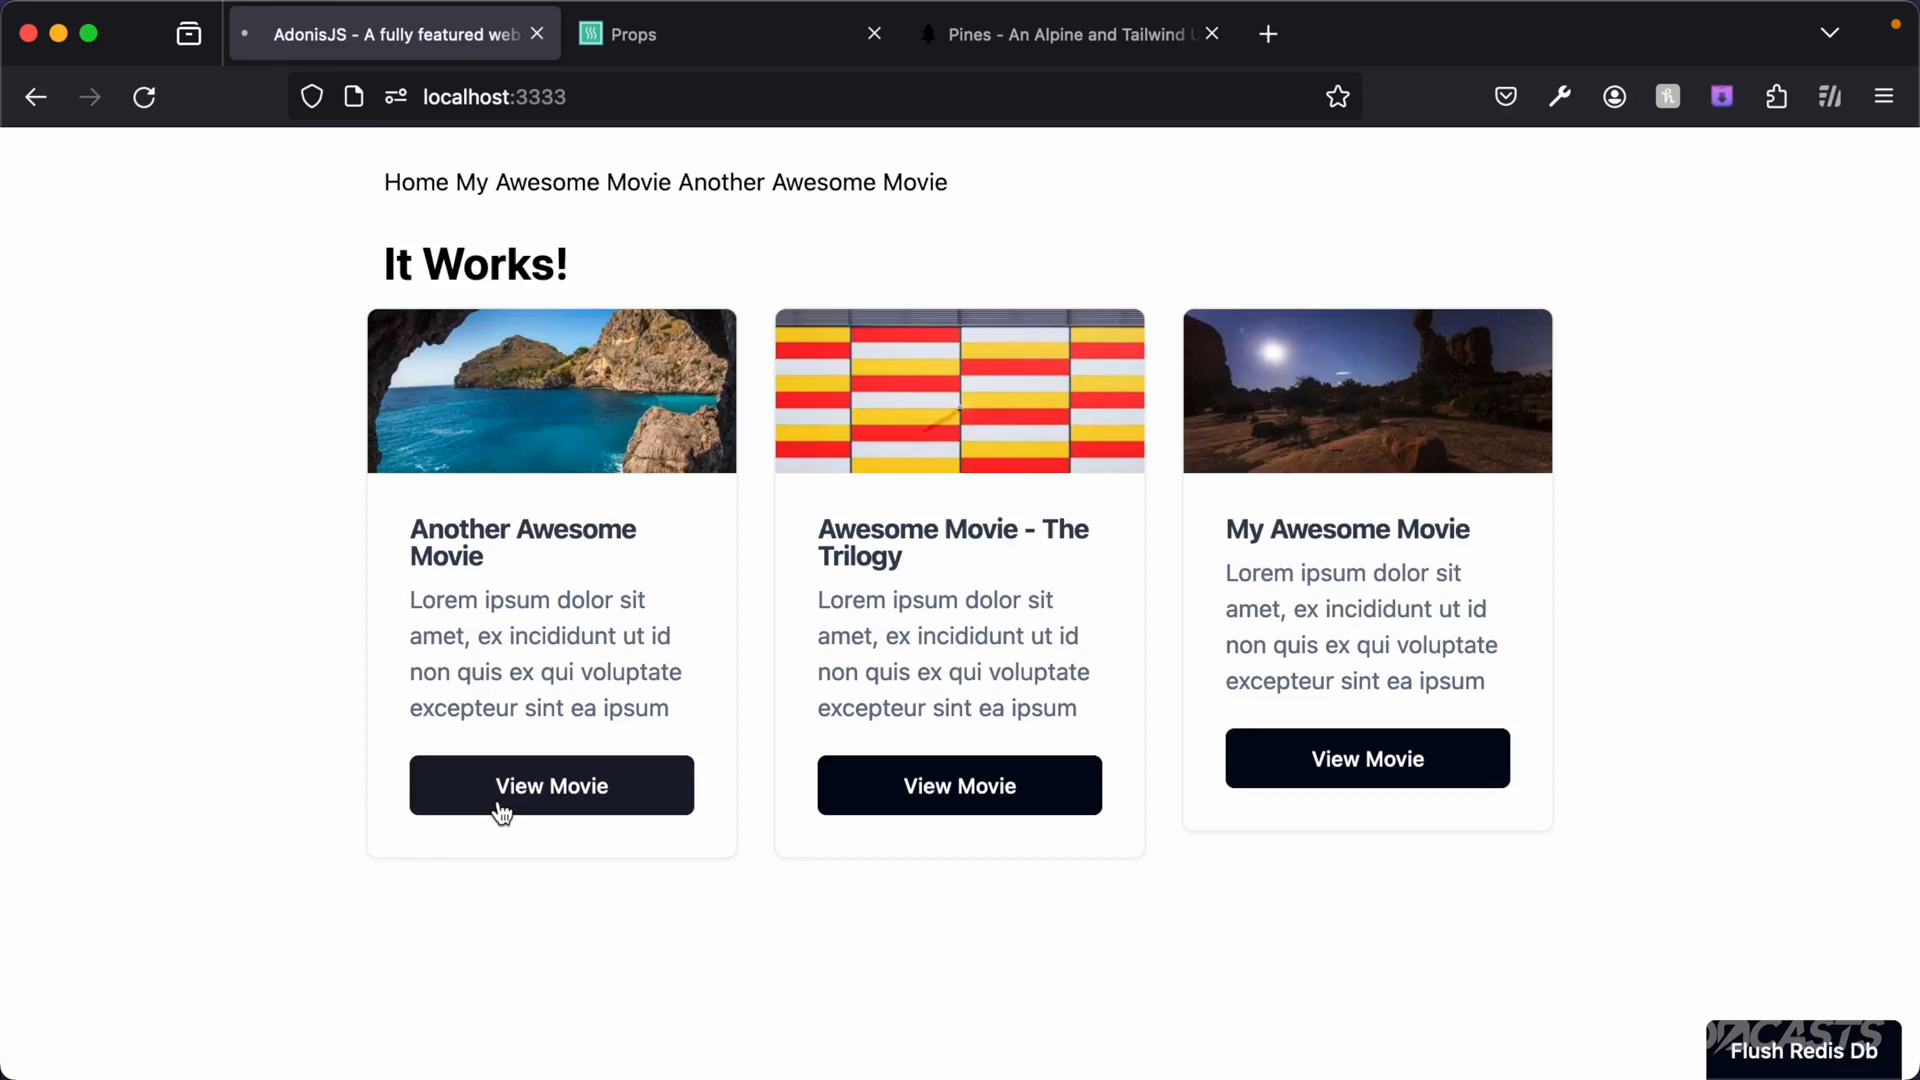 AdonisJS - A fully featured web
Props
Pines - An Alpine and Tailwind U
localhost:3333
Home My Awesome Movie Another Awesome Movie
It Works!
Another Awesome
Movie
Lorem ipsum dolor sit
amet, ex incididunt ut id
non quis ex qui voluptate
excepteur sint ea ipsum
View Movie
Awesome Movie - The
Trilogy
Lorem ipsum dolor sit
amet, ex incididunt ut id
non quis ex qui voluptate
excepteur sint ea ipsum
View Movie
My Awesome Movie
Lorem ipsum dolor sit
amet, ex incididunt ut id
non quis ex qui voluptate
excepteur sint ea ipsum
View Movie
Flush Redis Db